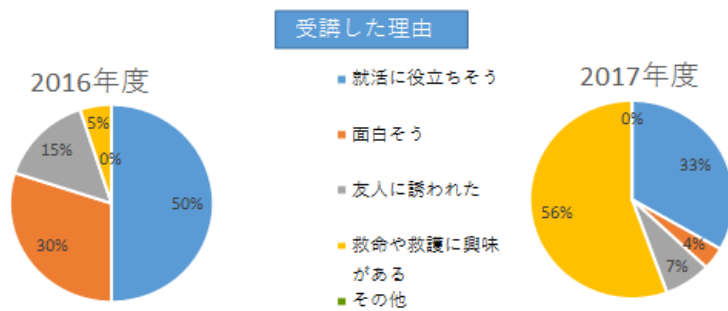 受講した理由
2016年度
5%
0%
15%
50%
30%
就活に役立ちそう
面白そう
友人に誘われた
救命や救護に興味
がある
その他
2017年度
0%
33%
56%
4%
7%